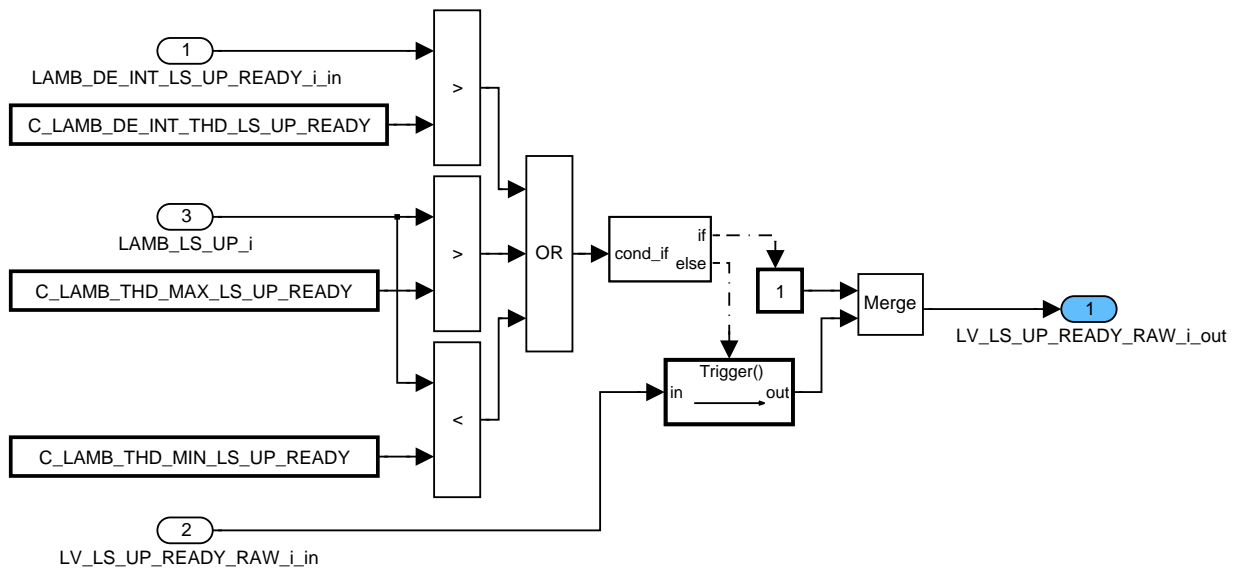 1
LAMB_DE_INT_LS_UP_READY_i_in
C_LAMB_DE_INT_THD_LS_UP_READY
>
3
LAMB_LS_UP_i
C_LAMB_THD_MAX_LS_UP_READY
>
OR
cond_if
if
else
1
Merge
1
LV_LS_UP_READY_RAW_i_out
Trigger()
in
out
<
C_LAMB_THD_MIN_LS_UP_READY
2
LV_LS_UP_READY_RAW_i_in